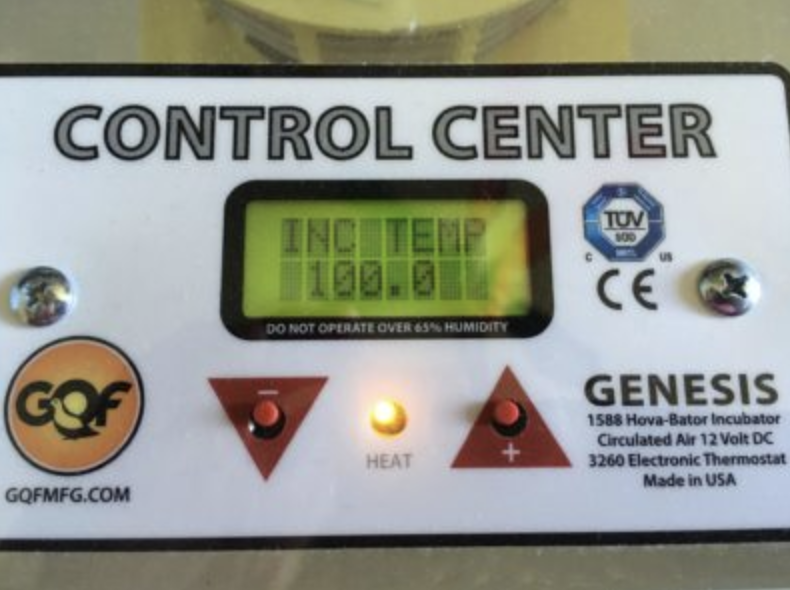 CONTROL CENTER
INC TEMP
100.0
DO NOT OPERATE OVER 65% HUMIDITY
TÜV
C
US
CE
GQF
GQFMFG.COM
−
HEAT
+
GENESIS
1588 Hova-Bator Incubator
Circulated Air 12 Volt DC
3260 Electronic Thermostat
Made in USA